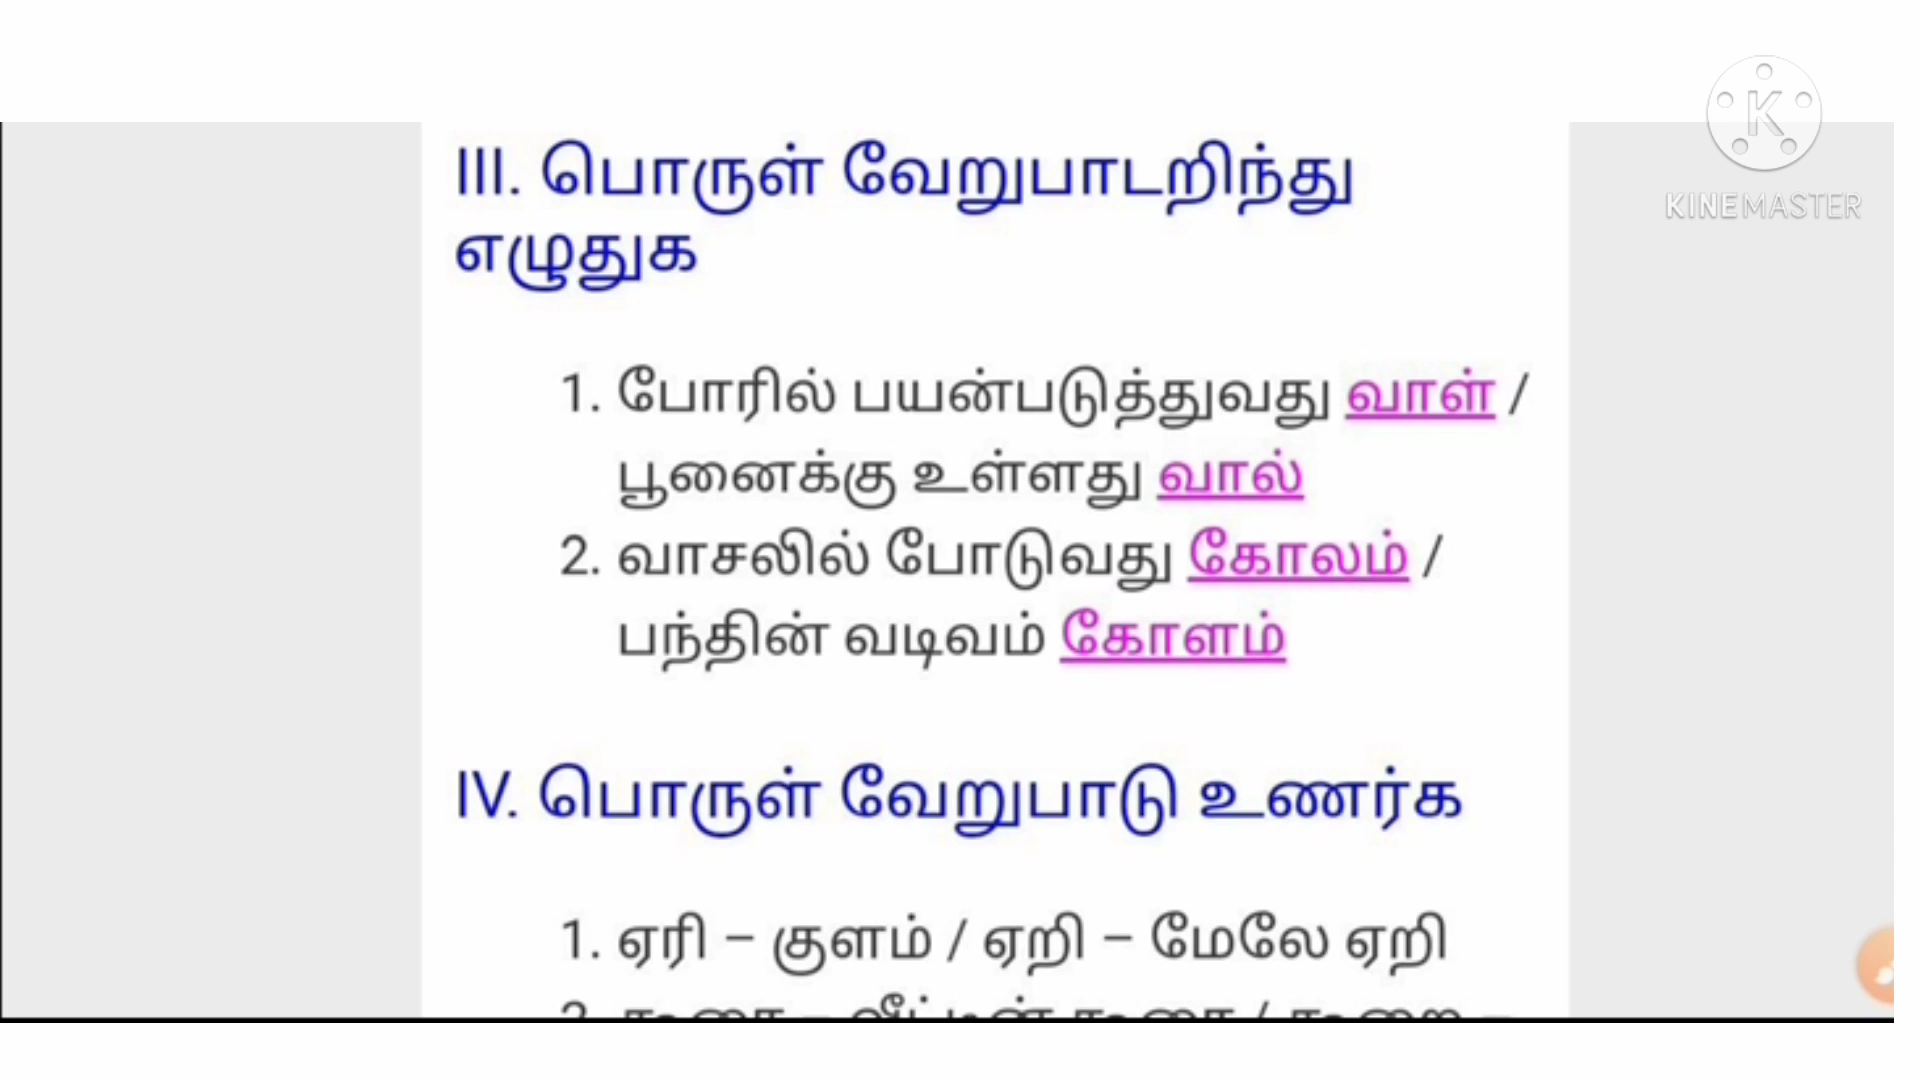 III. பொருள் வேறுபாடறிந்து
எழுதுக
1. போரில் பயன்படுத்துவது வாள் /
பூனைக்கு உள்ளது வால்
2. வாசலில் போடுவது கோலம் /
பந்தின் வடிவம் கோளம்
IV. பொருள் வேறுபாடு உணர்க
1. ஏரி – குளம் / ஏறி – மேலே ஏறி
K
KINEMASTER